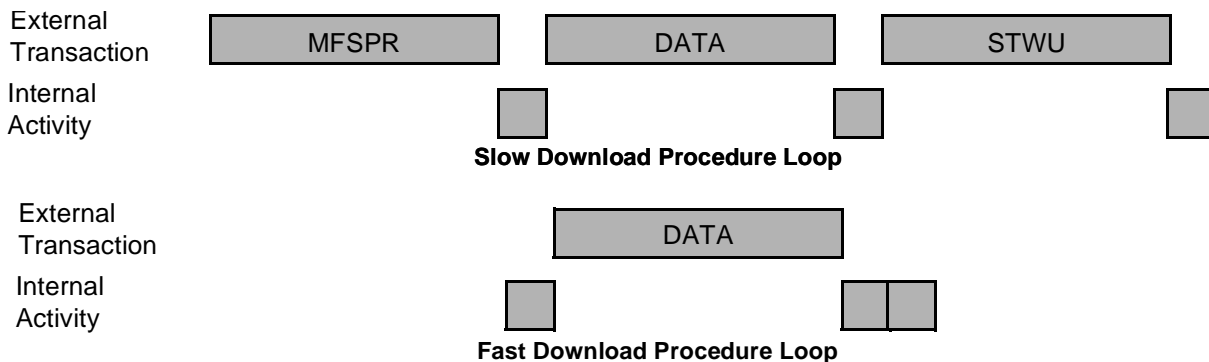 External
Transaction
MFSPR
DATA
STWU
Internal
Activity
Slow Download Procedure Loop
External
Transaction
DATA
Internal
Activity
Fast Download Procedure Loop